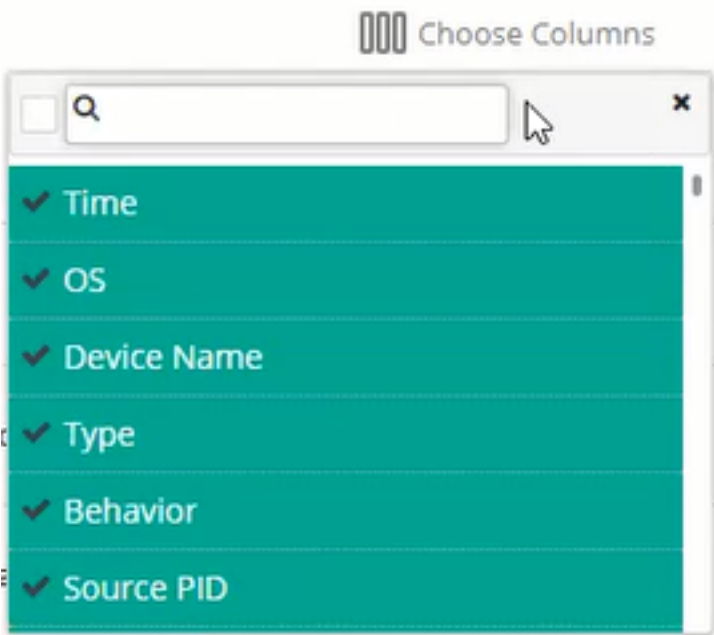 Choose Columns
Time
OS
Device Name
Type
Behavior
Source PID